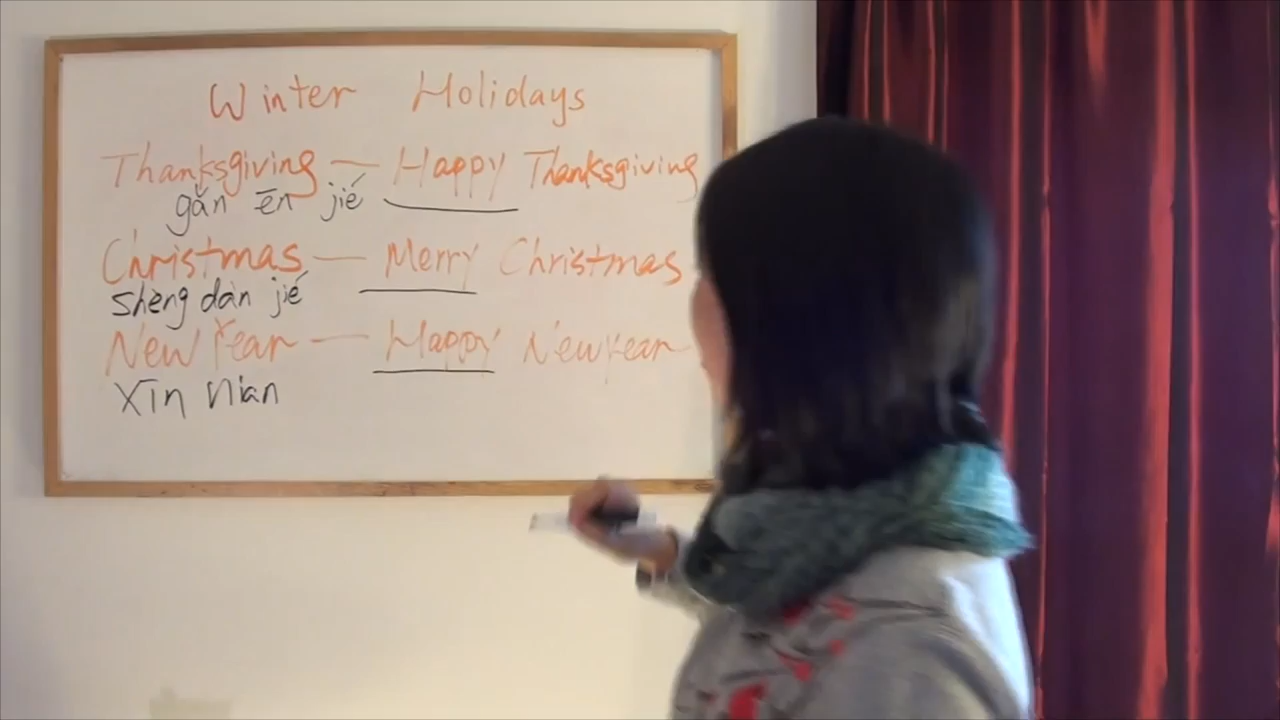 Winter Holidays
Thanksgiving — Happy Thanksgiving
gǎn ēn jié
Christmas — Merry Christmas
shèng dàn jié
New Year — Happy New Year
xīn nián